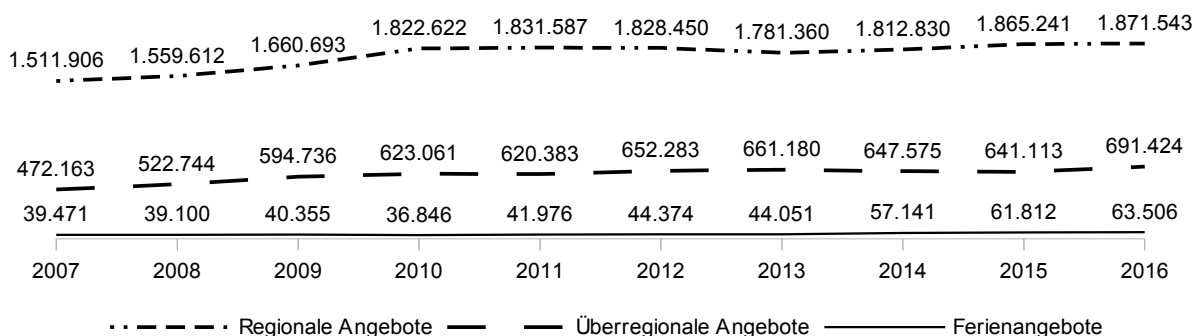 1.511.906 1.559.612 1.660.693 1.822.622 1.831.587 1.828.450 1.781.360 1.812.830 1.865.241 1.871.543
472.163 522.744 594.736 623.061 620.383 652.283 661.180 647.575 641.113 691.424
39.471 39.100 40.355 36.846 41.976 44.374 44.051 57.141 61.812 63.506
2007 2008 2009 2010 2011 2012 2013 2014 2015 2016
Regionale Angebote Überregionale Angebote Ferienangebote